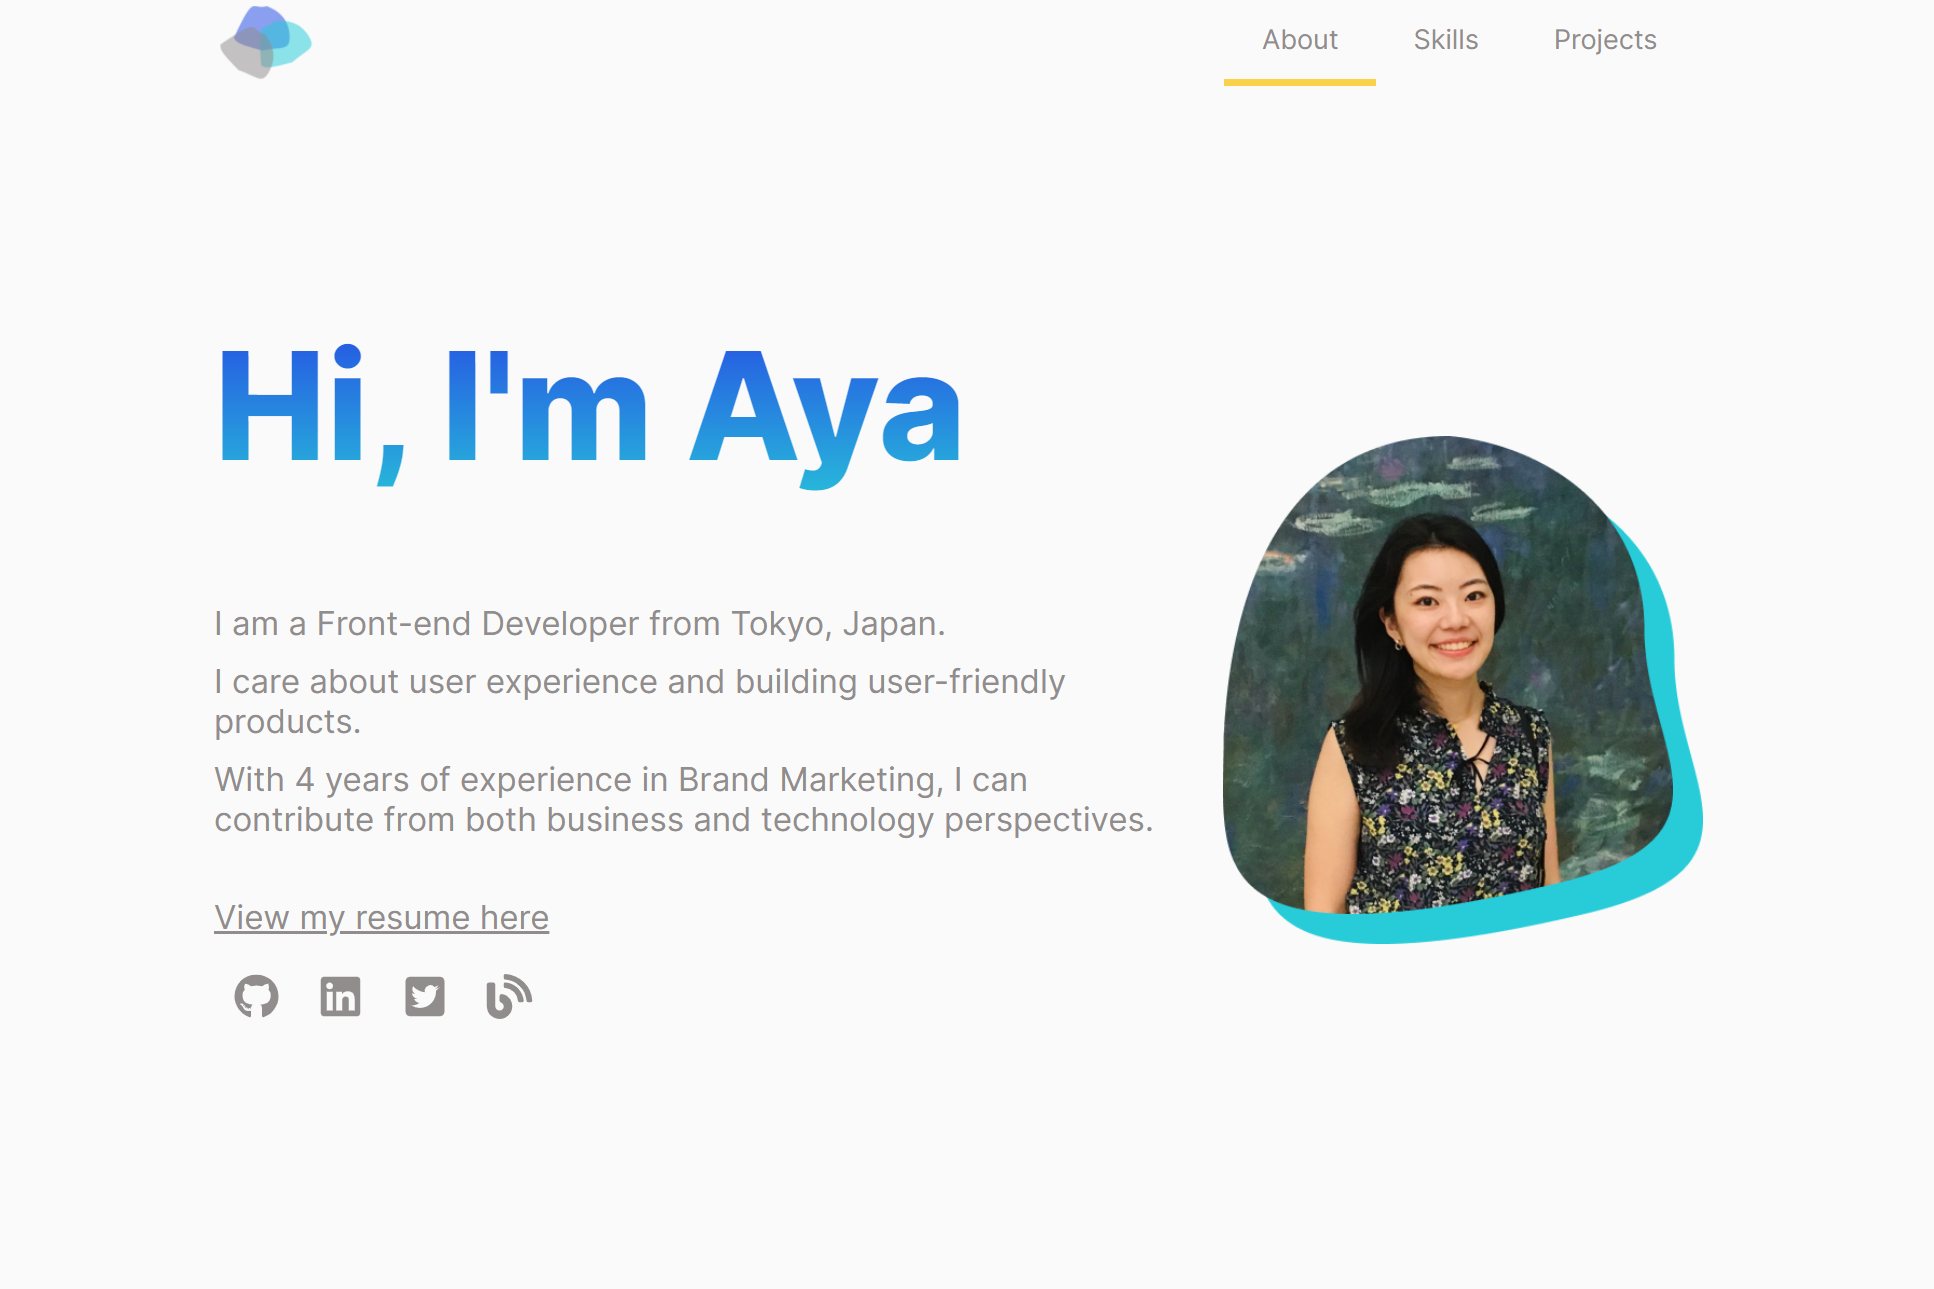 About Skills Projects
Hi, I'm Aya
I am a Front-end Developer from Tokyo, Japan.
I care about user experience and building user-friendly
products.
With 4 years of experience in Brand Marketing, I can
contribute from both business and technology perspectives.
View my resume here
in